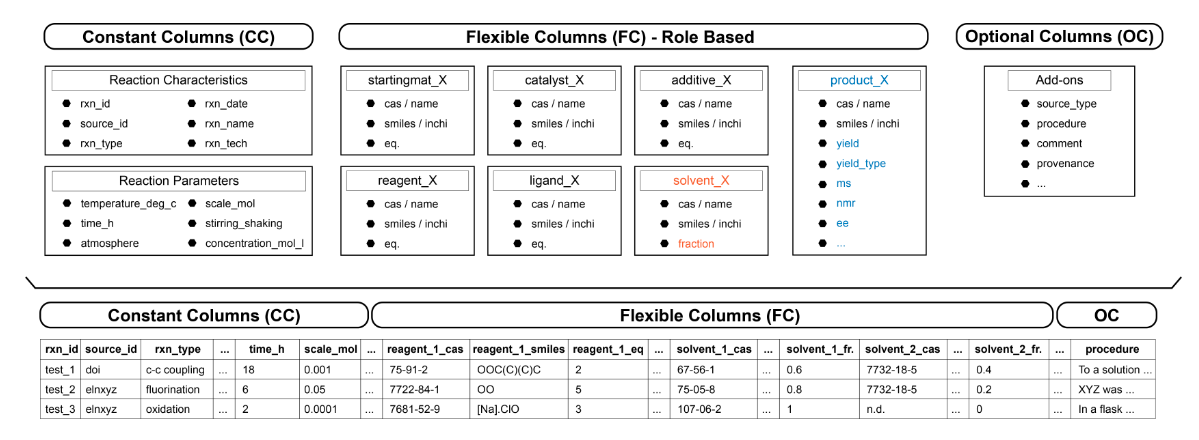 Constant Columns (CC)
Flexible Columns (FC) - Role Based
Optional Columns (OC)
Reaction Characteristics
rxn_id rxn_date
source_id rxn_name
rxn_type rxn_tech
Reaction Parameters
temperature_deg_c scale_mol
time_h stirring_shaking
atmosphere concentration_mol_l
startingmat_X
cas / name
smiles / inchi
eq.
catalyst_X
cas / name
smiles / inchi
eq.
additive_X
cas / name
smiles / inchi
eq.
reagent_X
cas / name
smiles / inchi
eq.
ligand_X
cas / name
smiles / inchi
eq.
solvent_X
cas / name
smiles / inchi
fraction
product_X
cas / name
smiles / inchi
yield
yield_type
ms
nmr
ee
...
Add-ons
source_type
procedure
comment
provenance
...
Constant Columns (CC) Flexible Columns (FC) OC
rxn_id source_id rxn_type ... time_h scale_mol ... reagent_1_cas reagent_1_smiles reagent_1_eq ... solvent_1_cas ... solvent_1_fr. solvent_2_cas ... solvent_2_fr. ... procedure
test_1 doi c-c coupling ... 18 0.001 ... 75-91-2 OOC(C)(C)C 2 ... 67-56-1 ... 0.6 7732-18-5 ... 0.4 ... To a solution ...
test_2 elnxyz fluorination ... 6 0.05 ... 7722-84-1 OO 5 ... 75-05-8 ... 0.8 7732-18-5 ... 0.2 ... XYZ was ...
test_3 elnxyz oxidation ... 2 0.0001 ... 7681-52-9 [Na].ClO 3 ... 107-06-2 ... 1 n.d. ... 0 ... In a flask ...